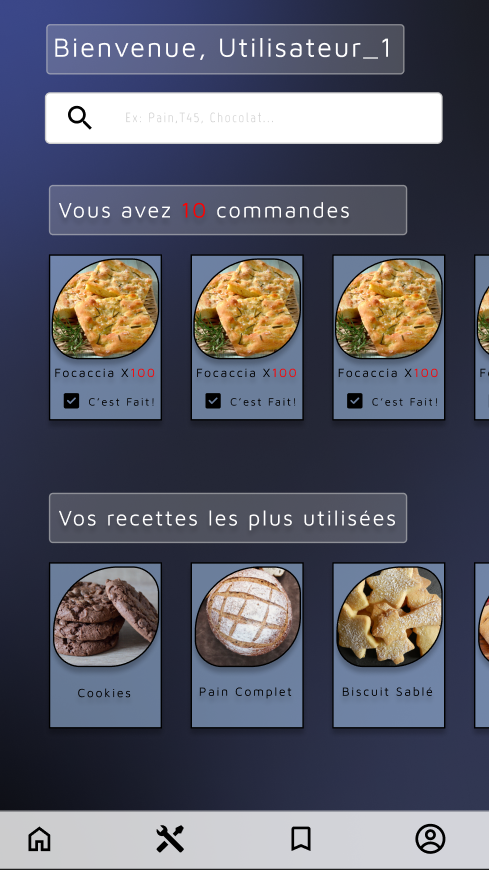 Bienvenue, Utilisateur_1
Ex: Pain,T45, Chocolat...
Vous avez 10 commandes
Focaccia X100 Focaccia X100 Focaccia X100
C'est Fait! C'est Fait! C'est Fait!
Vos recettes les plus utilisées
Cookies Pain Complet Biscuit Sablé